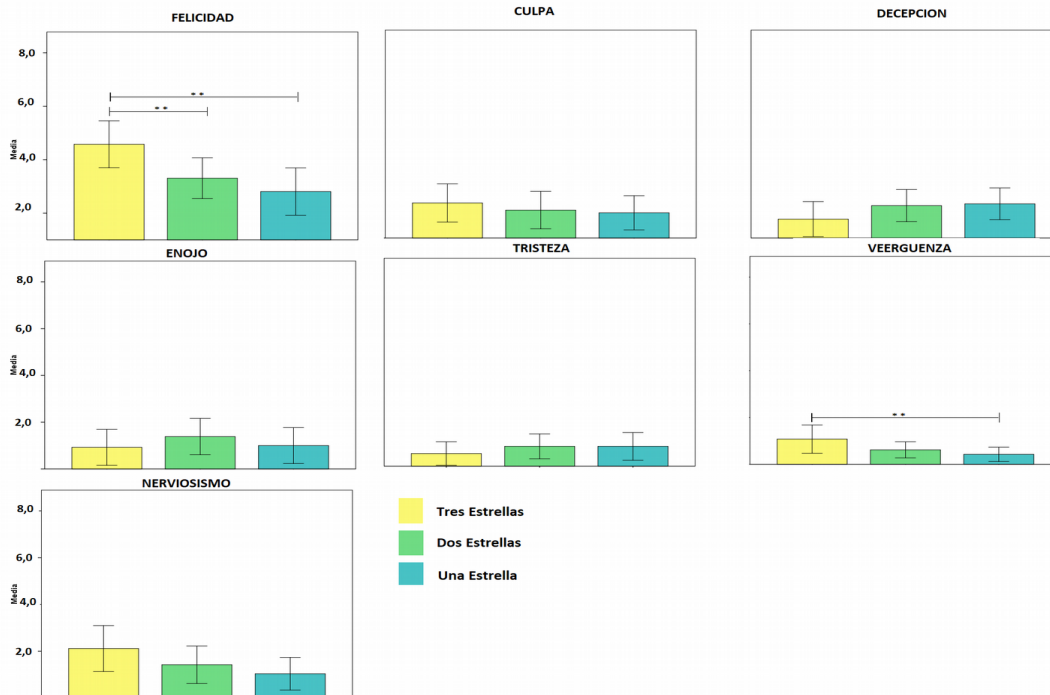 FELICIDAD
CULPA
DECEPCION
8,0
6,0
4,0
2,0
Media
**
**
ENOJO
TRISTEZA
VEERGUENZA
8,0
6,0
4,0
2,0
Media
**
NERVIOSISMO
8,0
6,0
4,0
2,0
Media
Tres Estrellas
Dos Estrellas
Una Estrella